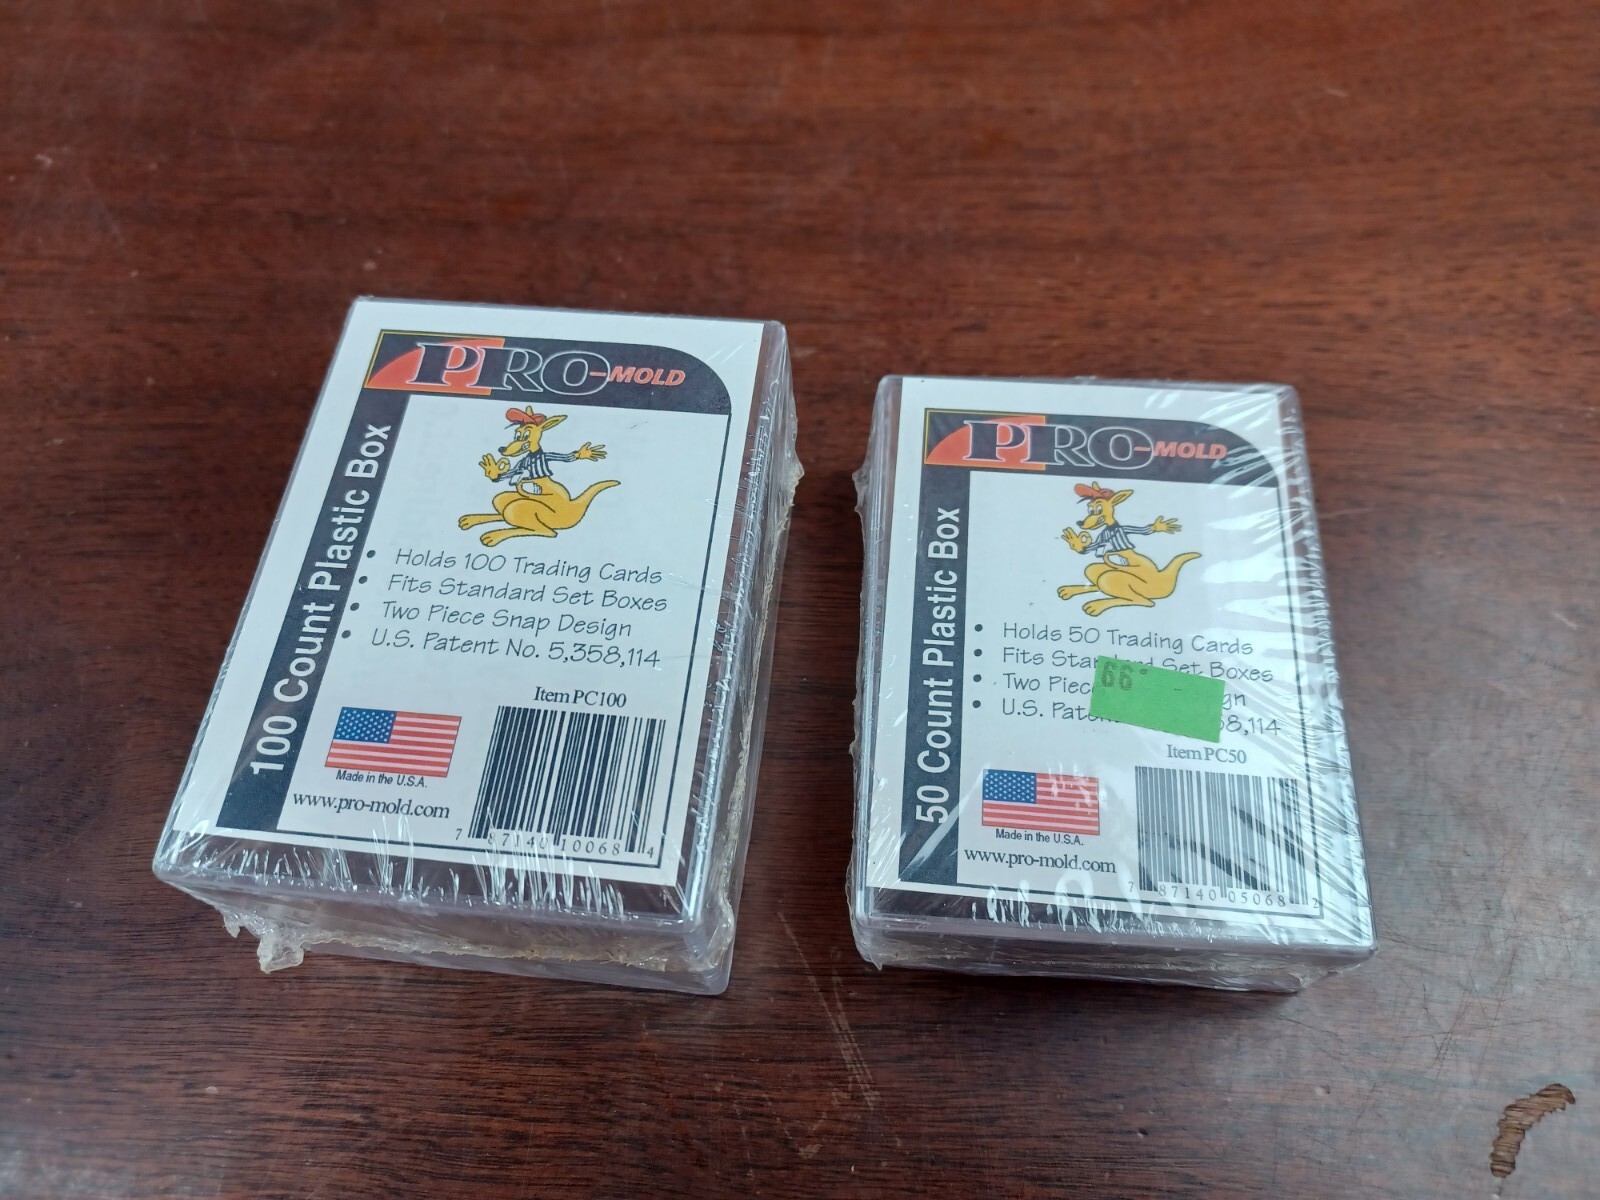 PRO-MOLD
100 Count Plastic Box
• Holds 100 Trading Cards
• Fits Standard Set Boxes
• Two Piece Snap Design
• U.S. Patent No. 5,358,114
Item PC100
Made in the U.S.A.
www.pro-mold.com
7 87140 10068 4
PRO-MOLD
50 Count Plastic Box
• Holds 50 Trading Cards
• Fits Standard Set Boxes
• Two Piec gn
• U.S. Pate 58,114
Item PC50
Made in the U.S.A.
www.pro-mold.com
7 87140 05068 2